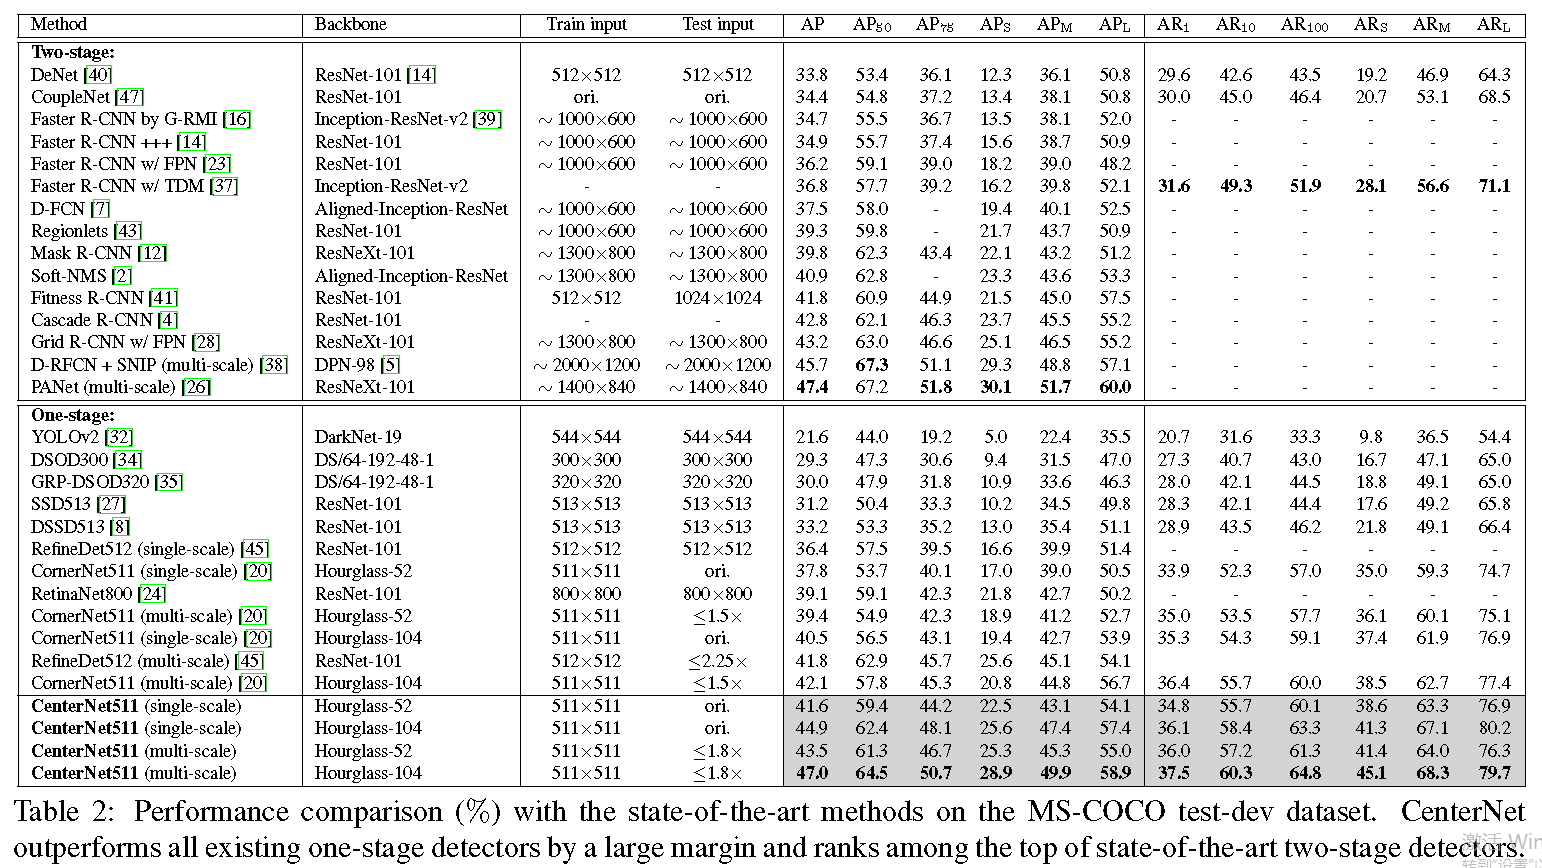 Method Backbone Train input Test input AP AP50 AP75 APS APM APL AR1 AR10 AR100 ARS ARM ARL
Two-stage:
DeNet [40] ResNet-101 [14] 512×512 512×512 33.8 53.4 36.1 12.3 36.1 50.8 29.6 42.6 43.5 19.2 46.9 64.3
CoupleNet [47] ResNet-101 ori. ori. 34.4 54.8 37.2 13.4 38.1 50.8 30.0 45.0 46.4 20.7 53.1 68.5
Faster R-CNN by G-RMI [16] Inception-ResNet-v2 [39] ~ 1000×600 ~ 1000×600 34.7 55.5 36.7 13.5 38.1 52.0 - - - - - -
Faster R-CNN +++ [14] ResNet-101 ~ 1000×600 ~ 1000×600 34.9 55.7 37.4 15.6 38.7 50.9 - - - - - -
Faster R-CNN w/ FPN [23] ResNet-101 ~ 1000×600 ~ 1000×600 36.2 59.1 39.0 18.2 39.0 48.2 - - - - - -
Faster R-CNN w/ TDM [37] Inception-ResNet-v2 - - 36.8 57.7 39.2 16.2 39.8 52.1 31.6 49.3 51.9 28.1 56.6 71.1
D-FCN [7] Aligned-Inception-ResNet ~ 1000×600 ~ 1000×600 37.5 58.0 - 19.4 40.1 52.5 - - - - - -
Regionlets [43] ResNet-101 ~ 1000×600 ~ 1000×600 39.3 59.8 - 21.7 43.7 50.9 - - - - - -
Mask R-CNN [12] ResNeXt-101 ~ 1300×800 ~ 1300×800 39.8 62.3 43.4 22.1 43.2 51.2 - - - - - -
Soft-NMS [2] Aligned-Inception-ResNet ~ 1300×800 ~ 1300×800 40.9 62.8 - 23.3 43.6 53.3 - - - - - -
Fitness R-CNN [41] ResNet-101 512×512 1024×1024 41.8 60.9 44.9 21.5 45.0 57.5 - - - - - -
Cascade R-CNN [4] ResNet-101 - - 42.8 62.1 46.3 23.7 45.5 55.2 - - - - - -
Grid R-CNN w/ FPN [28] ResNeXt-101 ~ 1300×800 ~ 1300×800 43.2 63.0 46.6 25.1 46.5 55.2 - - - - - -
D-RFCN + SNIP (multi-scale) [38] DPN-98 [5] ~ 2000×1200 ~ 2000×1200 45.7 67.3 51.1 29.3 48.8 57.1 - - - - - -
PANet (multi-scale) [26] ResNeXt-101 ~ 1400×840 ~ 1400×840 47.4 67.2 51.8 30.1 51.7 60.0 - - - - - -
One-stage:
YOLOv2 [32] DarkNet-19 544×544 544×544 21.6 44.0 19.2 5.0 22.4 35.5 20.7 31.6 33.3 9.8 36.5 54.4
DSOD300 [34] DS/64-192-48-1 300×300 300×300 29.3 47.3 30.6 9.4 31.5 47.0 27.3 40.7 43.0 16.7 47.1 65.0
GRP-DSOD320 [35] DS/64-192-48-1 320×320 320×320 30.0 47.9 31.8 10.9 33.6 46.3 28.0 42.1 44.5 18.8 49.1 65.0
SSD513 [27] ResNet-101 513×513 513×513 31.2 50.4 33.3 10.2 34.5 49.8 28.3 42.1 44.4 17.6 49.2 65.8
DSSD513 [8] ResNet-101 513×513 513×513 33.2 53.3 35.2 13.0 35.4 51.1 28.9 43.5 46.2 21.8 49.1 66.4
RefineDet512 (single-scale) [45] ResNet-101 512×512 512×512 36.4 57.5 39.5 16.6 39.9 51.4 - - - - - -
CornerNet511 (single-scale) [20] Hourglass-52 511×511 ori. 37.8 53.7 40.1 17.0 39.0 50.5 33.9 52.3 57.0 35.0 59.3 74.7
RetinaNet800 [24] ResNet-101 800×800 800×800 39.1 59.1 42.3 21.8 42.7 50.2 - - - - - -
CornerNet511 (multi-scale) [20] Hourglass-52 511×511 ≤1.5× 39.4 54.9 42.3 18.9 41.2 52.7 35.0 53.5 57.7 36.1 60.1 75.1
CornerNet511 (single-scale) [20] Hourglass-104 511×511 ori. 40.5 56.5 43.1 19.4 42.7 53.9 35.3 54.3 59.1 37.4 61.9 76.9
RefineDet512 (multi-scale) [45] ResNet-101 512×512 ≤2.25× 41.8 62.9 45.7 25.6 45.1 54.1
CornerNet511 (multi-scale) [20] Hourglass-104 511×511 ≤1.5× 42.1 57.8 45.3 20.8 44.8 56.7 36.4 55.7 60.0 38.5 62.7 77.4
CenterNet511 (single-scale) Hourglass-52 511×511 ori. 41.6 59.4 44.2 22.5 43.1 54.1 34.8 55.7 60.1 38.6 63.3 76.9
CenterNet511 (single-scale) Hourglass-104 511×511 ori. 44.9 62.4 48.1 25.6 47.4 57.4 36.1 58.4 63.3 41.3 67.1 80.2
CenterNet511 (multi-scale) Hourglass-52 511×511 ≤1.8× 43.5 61.3 46.7 25.3 45.3 55.0 36.0 57.2 61.3 41.4 64.0 76.3
CenterNet511 (multi-scale) Hourglass-104 511×511 ≤1.8× 47.0 64.5 50.7 28.9 49.9 58.9 37.5 60.3 64.8 45.1 68.3 79.7
Table 2: Performance comparison (%) with the state-of-the-art methods on the MS-COCO test-dev dataset. CenterNet
outperforms all existing one-stage detectors by a large margin and ranks among the top of state-of-the-art two-stage detectors.
激活 Win